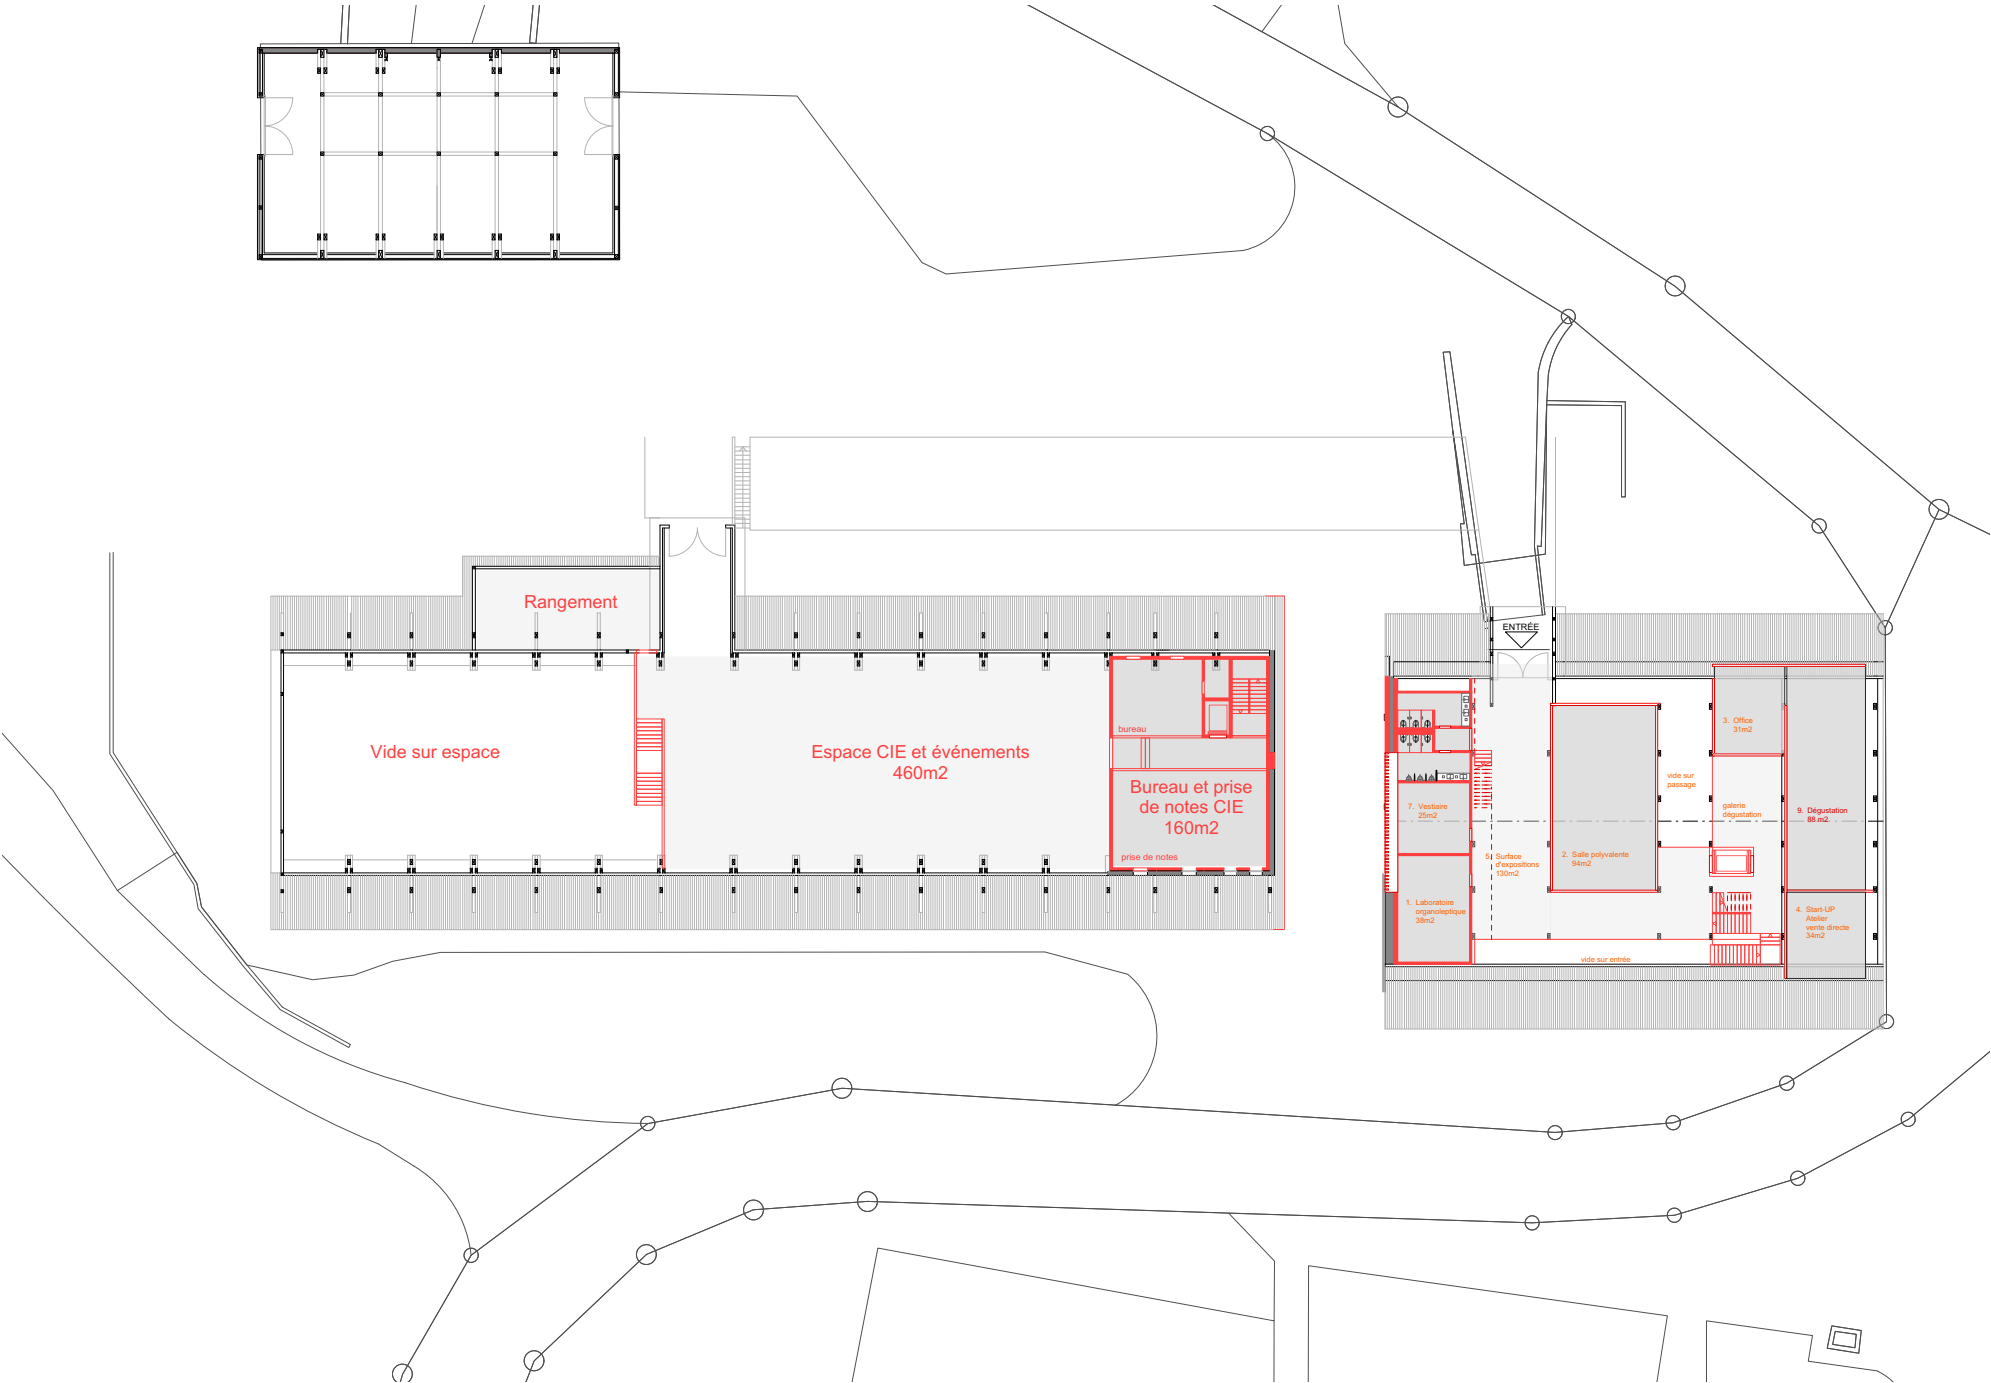 Rangement
Vide sur espace
Espace CIE et événements
460m2
bureau
Bureau et prise
de notes CIE
160m2
prise de notes
ENTRÉE
3. Office
31m2
vide sur
passage
galerie
dégustation
9. Dégustation
88 m2
7. Vestiaire
25m2
5. Surface
d'expositions
130m2
2. Salle polyvalente
94m2
1. Laboratoire
organoleptique
38m2
4. Start-UP
Atelier
vente directe
34m2
vide sur entrée